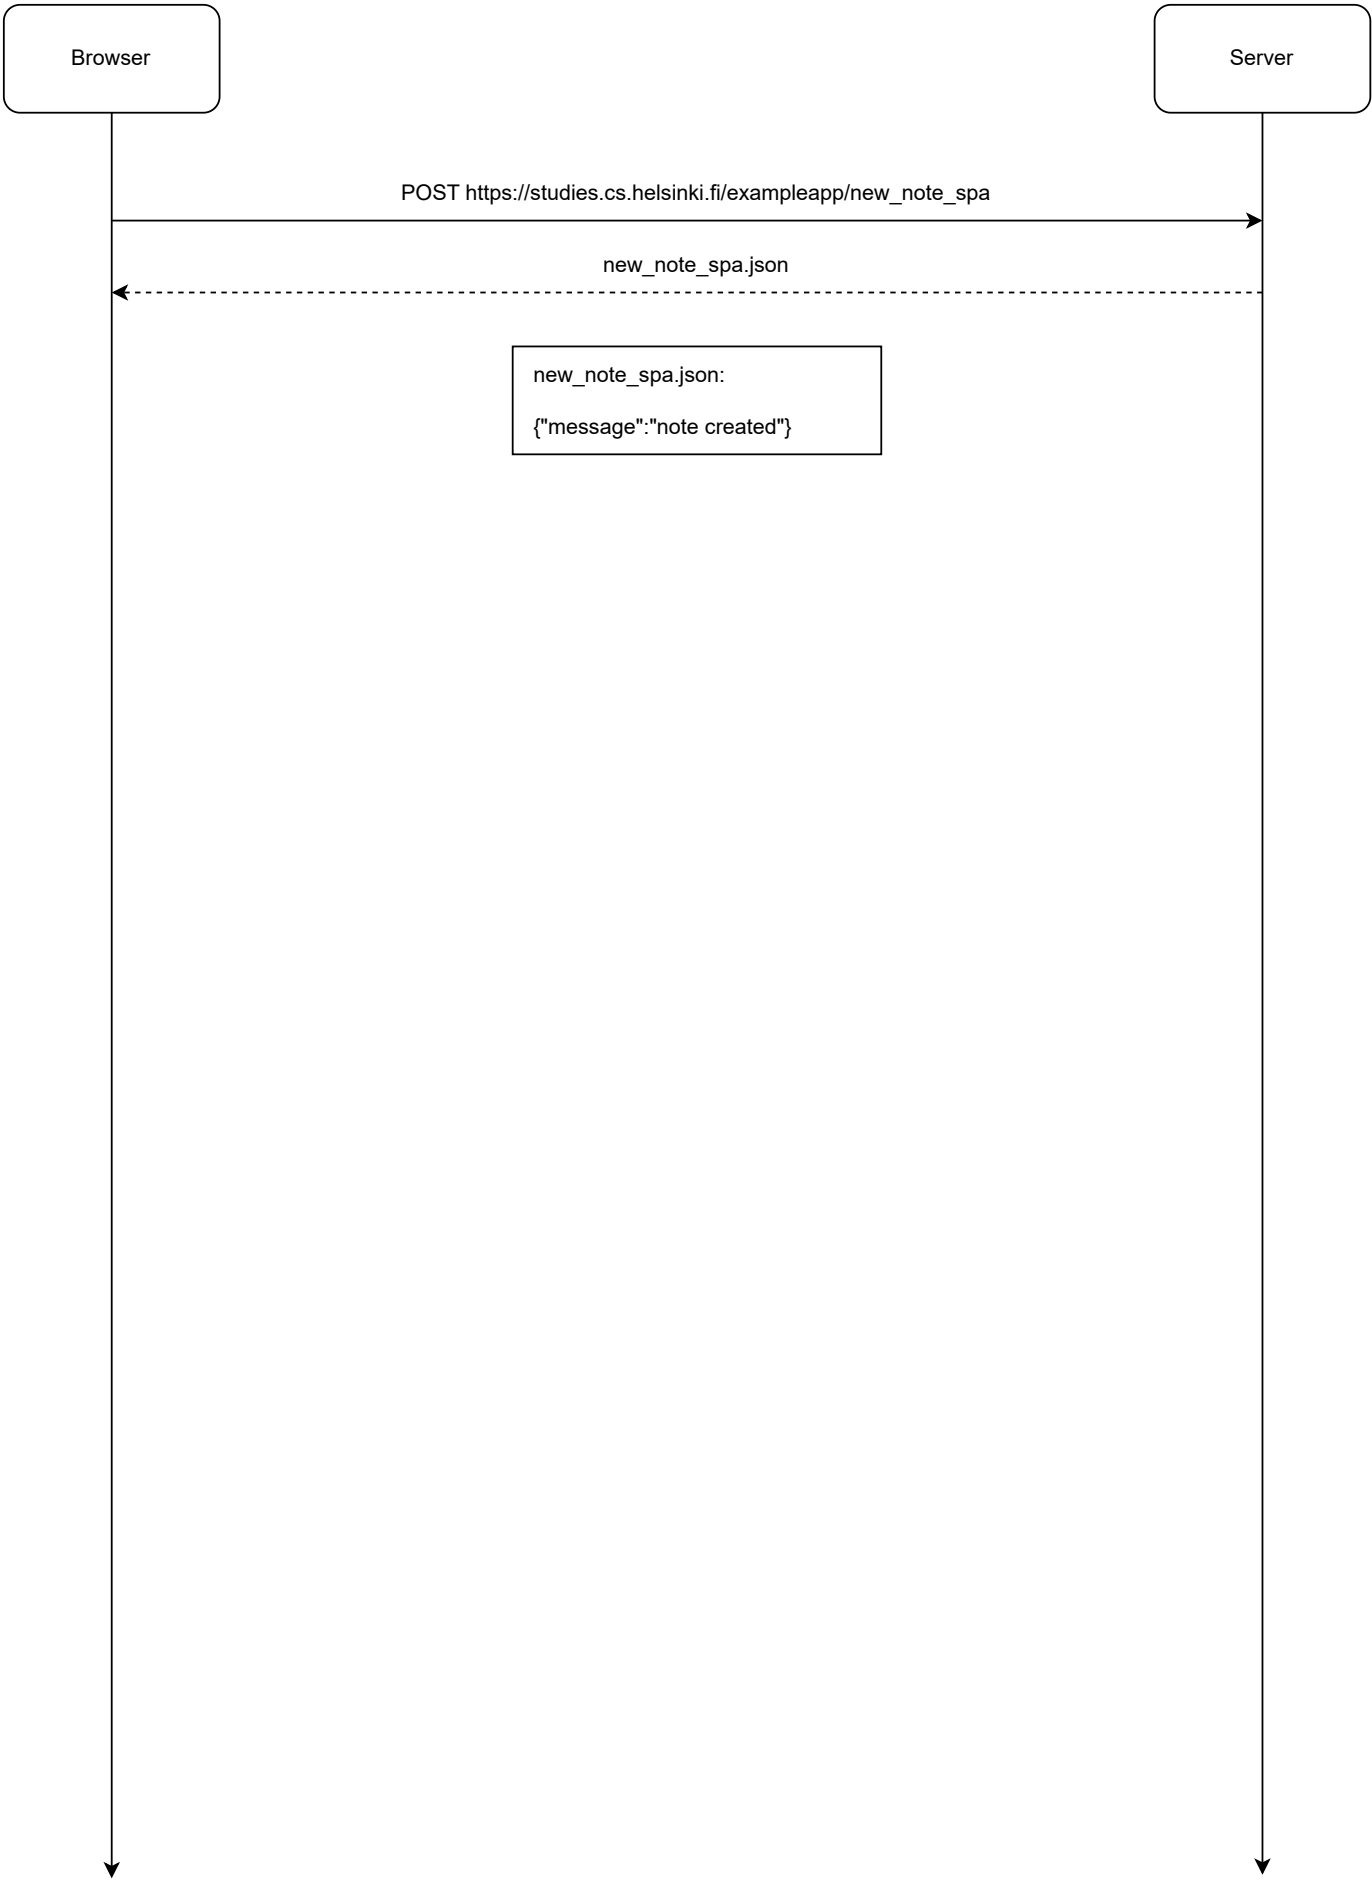 Browser
Server
POST https://studies.cs.helsinki.fi/exampleapp/new_note_spa
new_note_spa.json
new_note_spa.json:
{"message":"note created"}